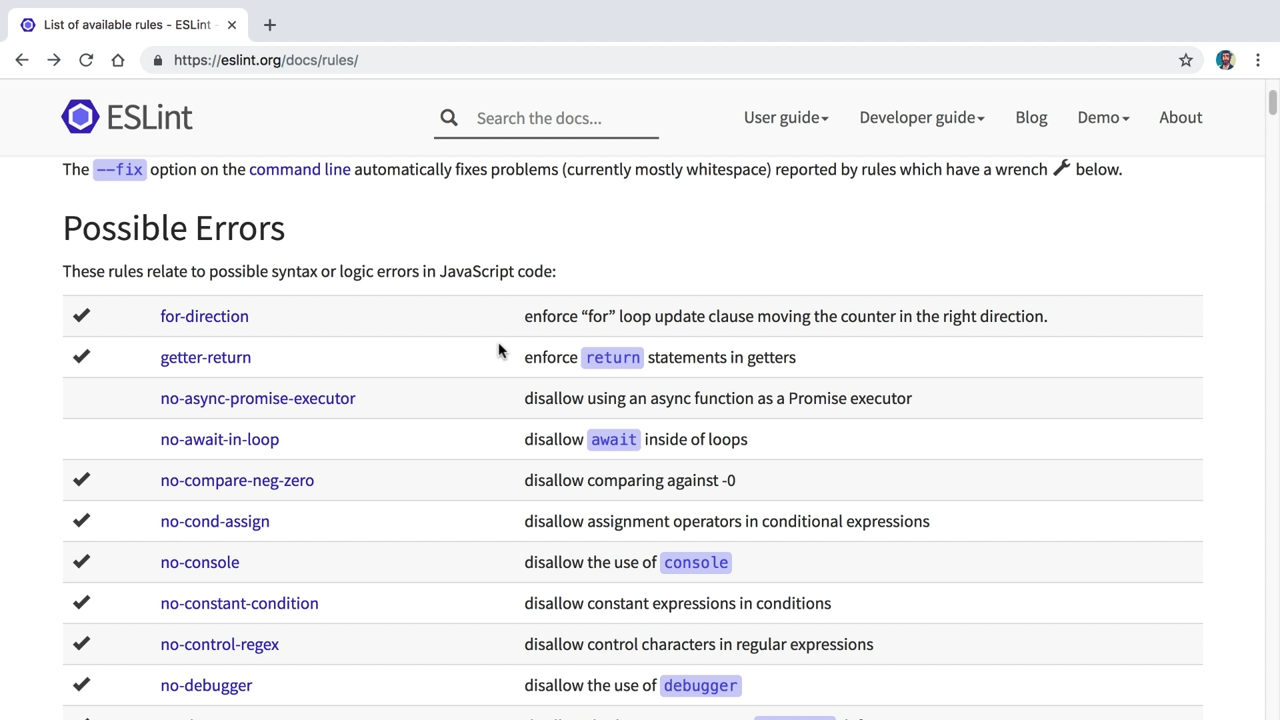 List of available rules - ESLint -
https://eslint.org/docs/rules/
ESLint
Search the docs...
User guide
Developer guide
Blog
Demo
About
The --fix option on the command line automatically fixes problems (currently mostly whitespace) reported by rules which have a wrench below.
Possible Errors
These rules relate to possible syntax or logic errors in JavaScript code:
for-direction enforce “for” loop update clause moving the counter in the right direction.
getter-return enforce return statements in getters
no-async-promise-executor disallow using an async function as a Promise executor
no-await-in-loop disallow await inside of loops
no-compare-neg-zero disallow comparing against -0
no-cond-assign disallow assignment operators in conditional expressions
no-console disallow the use of console
no-constant-condition disallow constant expressions in conditions
no-control-regex disallow control characters in regular expressions
no-debugger disallow the use of debugger